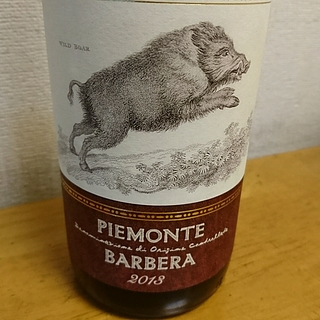 WILD BOAR
PIEMONTE
Denominazione di Origine Controllata
BARBERA
2013